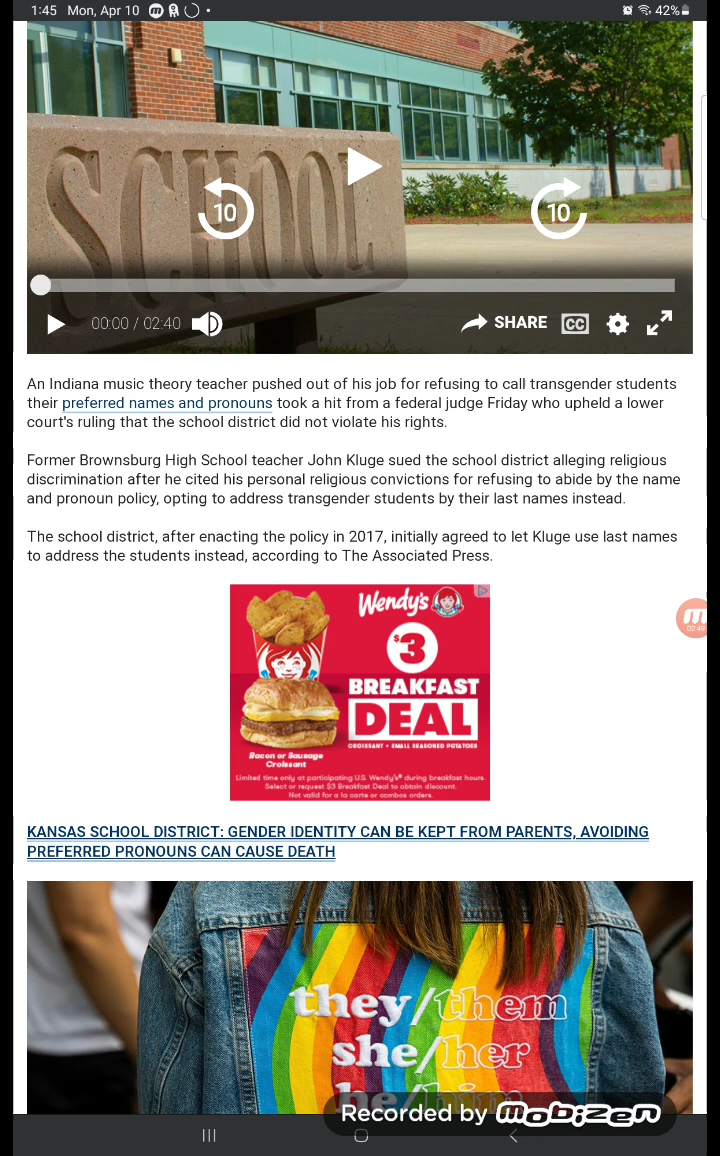 1:45 Mon, Apr 10
42%
SCHOOL
10
10
00:00 / 02:40
SHARE
CC
An Indiana music theory teacher pushed out of his job for refusing to call transgender students
their preferred names and pronouns took a hit from a federal judge Friday who upheld a lower
court's ruling that the school district did not violate his rights.
Former Brownsburg High School teacher John Kluge sued the school district alleging religious
discrimination after he cited his personal religious convictions for refusing to abide by the name
and pronoun policy, opting to address transgender students by their last names instead.
The school district, after enacting the policy in 2017, initially agreed to let Kluge use last names
to address the students instead, according to The Associated Press.
Wendy's
$3
BREAKFAST
DEAL
CROISSANT + SMALL SEASONED POTATOES
Bacon or Sausage
Croissant
Limited time only at participating U.S. Wendy's® during breakfast hours.
Select or request $3 Breakfast Deal to obtain discount.
Not valid for a la carte or combos orders.
02:49
KANSAS SCHOOL DISTRICT: GENDER IDENTITY CAN BE KEPT FROM PARENTS, AVOIDING
PREFERRED PRONOUNS CAN CAUSE DEATH
they/them
she/her
he/him
Recorded by mobizen